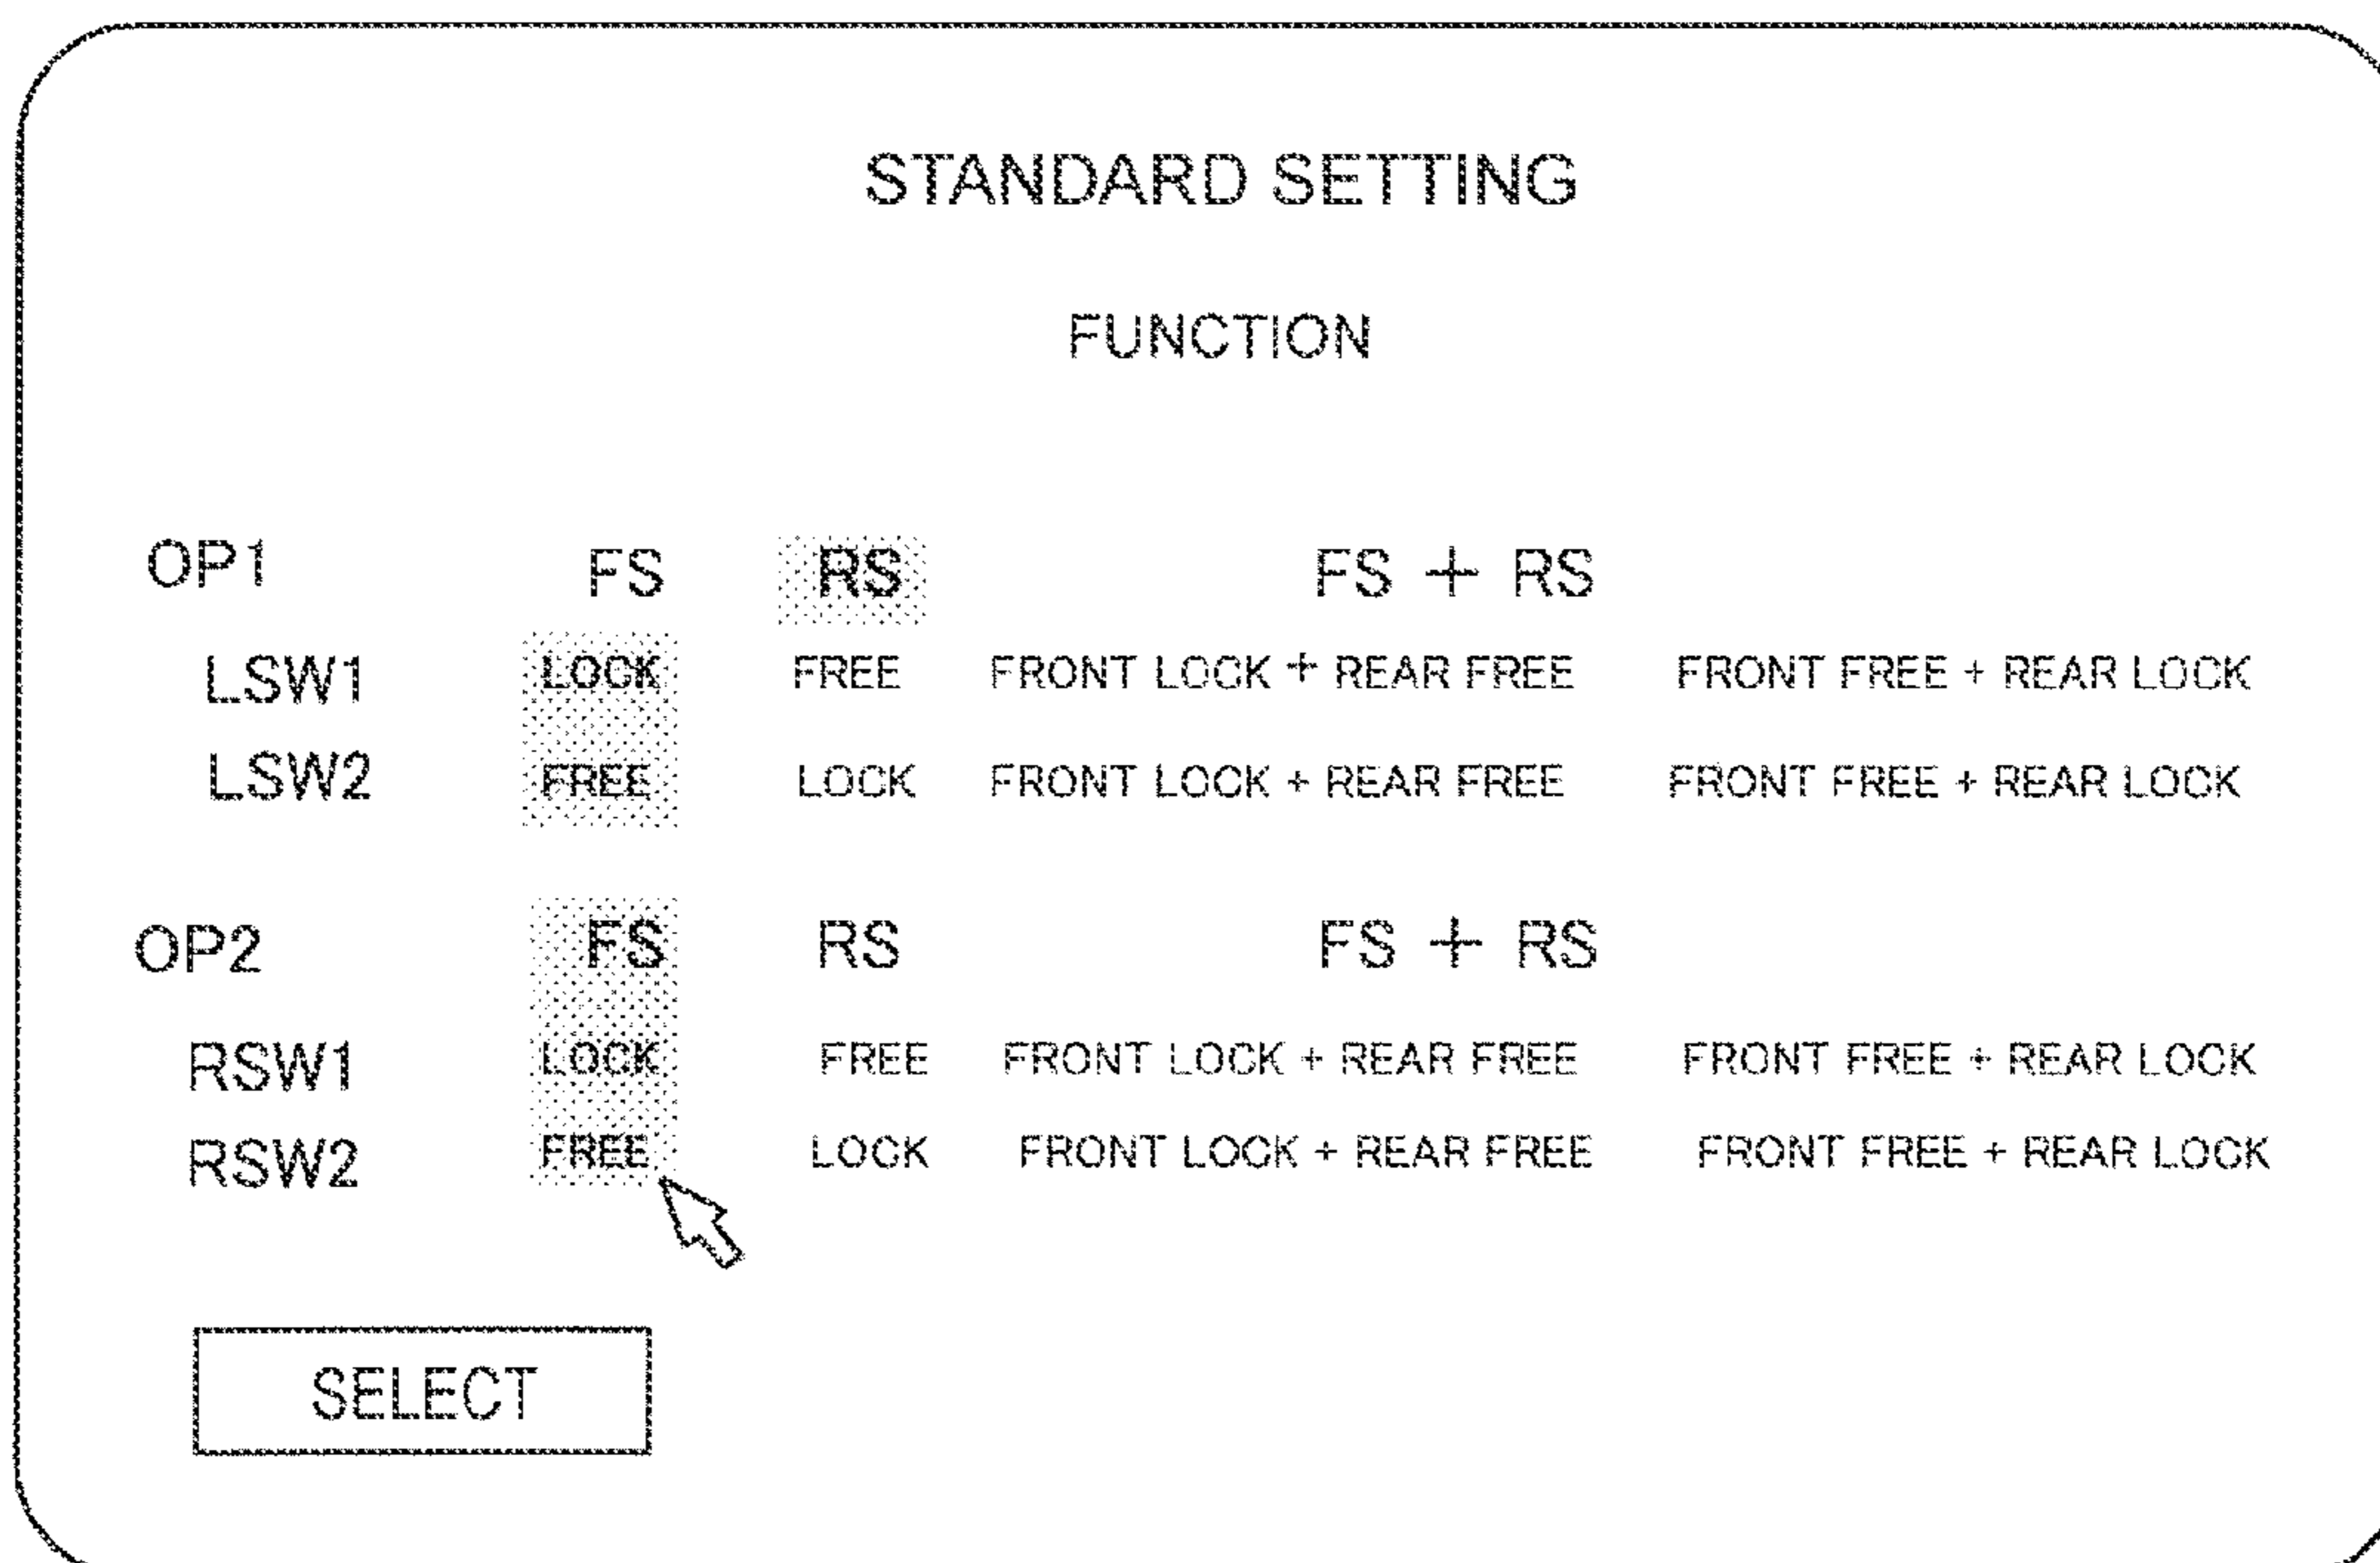 STANDARD SETTING
FUNCTION
OP1 FS RS FS + RS
LSW1 LOCK FREE FRONT LOCK + REAR FREE FRONT FREE + REAR LOCK
LSW2 FREE LOCK FRONT LOCK + REAR FREE FRONT FREE + REAR LOCK
OP2 FS RS FS + RS
RSW1 LOCK FREE FRONT LOCK + REAR FREE FRONT FREE + REAR LOCK
RSW2 FREE LOCK FRONT LOCK + REAR FREE FRONT FREE + REAR LOCK
SELECT